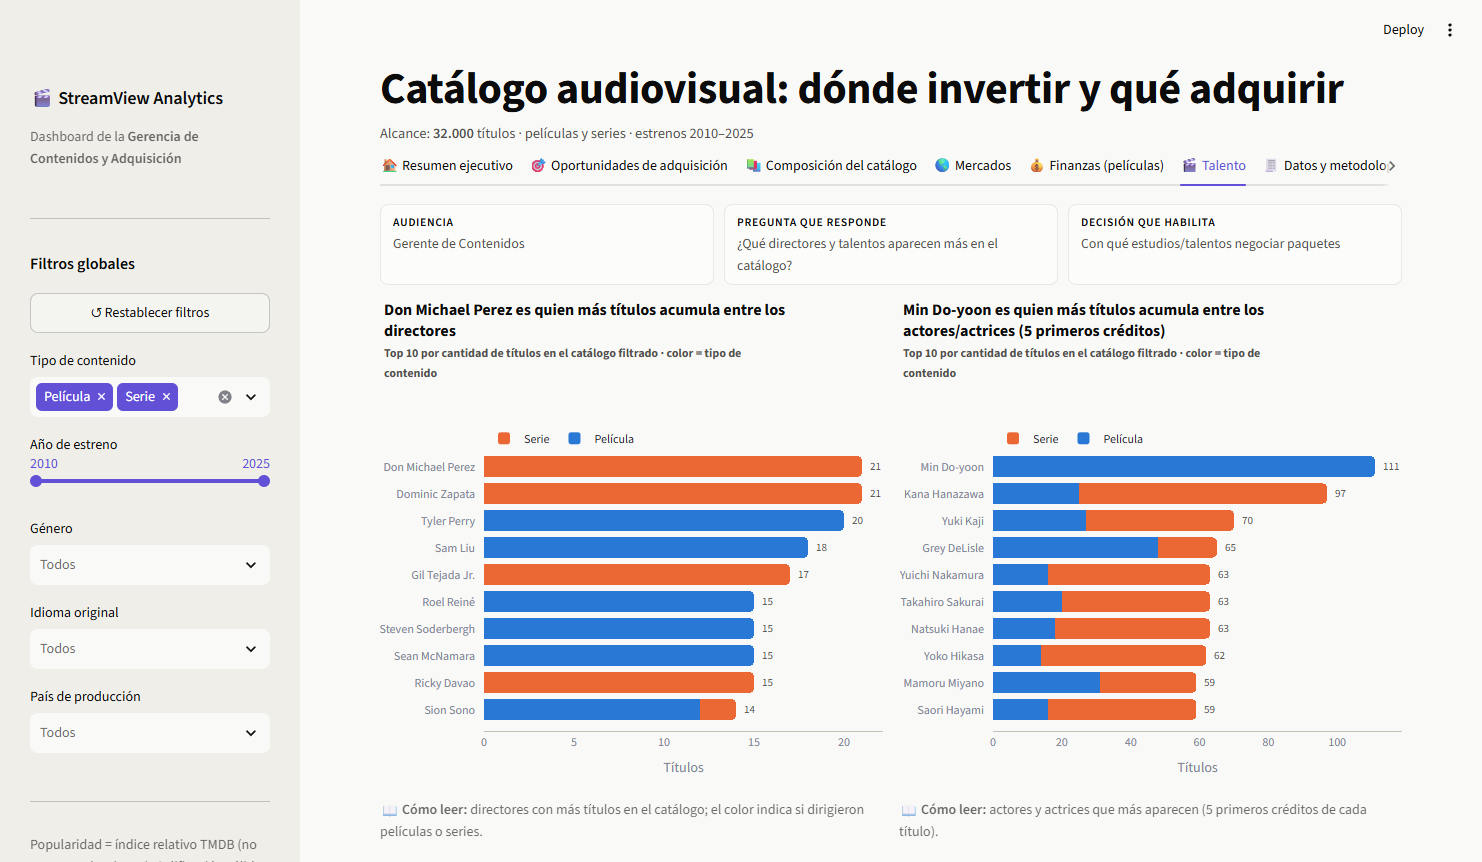 Deploy
StreamView Analytics
Dashboard de la Gerencia de
Contenidos y Adquisición
Filtros globales
↺ Restablecer filtros
Tipo de contenido
Película × Serie ×
Año de estreno
2010 2025
Género
Todos
Idioma original
Todos
País de producción
Todos
Popularidad = índice relativo TMDB (no
Catálogo audiovisual: dónde invertir y qué adquirir
Alcance: 32.000 títulos · películas y series · estrenos 2010–2025
Resumen ejecutivo Oportunidades de adquisición Composición del catálogo Mercados Finanzas (películas) Talento Datos y metodolo
AUDIENCIA
Gerente de Contenidos
PREGUNTA QUE RESPONDE
¿Qué directores y talentos aparecen más en el
catálogo?
DECISIÓN QUE HABILITA
Con qué estudios/talentos negociar paquetes
Don Michael Perez es quien más títulos acumula entre los
directores
Top 10 por cantidad de títulos en el catálogo filtrado · color = tipo de
contenido
Serie Película
Don Michael Perez 21
Dominic Zapata 21
Tyler Perry 20
Sam Liu 18
Gil Tejada Jr. 17
Roel Reiné 15
Steven Soderbergh 15
Sean McNamara 15
Ricky Davao 15
Sion Sono 14
0 5 10 15 20
Títulos
Cómo leer: directores con más títulos en el catálogo; el color indica si dirigieron
películas o series.
Min Do-yoon es quien más títulos acumula entre los
actores/actrices (5 primeros créditos)
Top 10 por cantidad de títulos en el catálogo filtrado · color = tipo de
contenido
Serie Película
Min Do-yoon 111
Kana Hanazawa 97
Yuki Kaji 70
Grey DeLisle 65
Yuichi Nakamura 63
Takahiro Sakurai 63
Natsuki Hanae 63
Yoko Hikasa 62
Mamoru Miyano 59
Saori Hayami 59
0 20 40 60 80 100
Títulos
Cómo leer: actores y actrices que más aparecen (5 primeros créditos de cada
título).